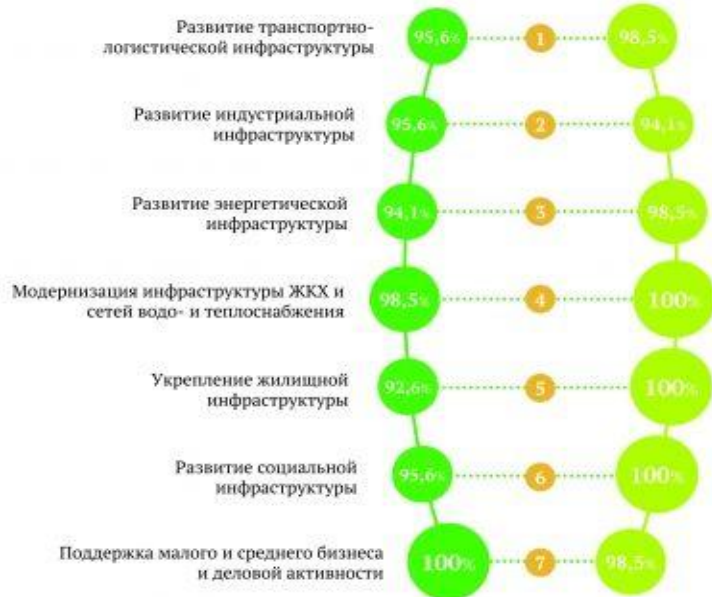 Развитие транспортно-
логистической инфраструктуры
95,6% 1 98,5%
Развитие индустриальной
инфраструктуры
95,6% 2 94,1%
Развитие энергетической
инфраструктуры
94,1% 3 98,5%
Модернизация инфраструктуры ЖКХ и
сетей водо- и теплоснабжения
98,5% 4 100%
Укрепление жилищной
инфраструктуры
92,6% 5 100%
Развитие социальной
инфраструктуры
95,6% 6 100%
Поддержка малого и среднего бизнеса
и деловой активности
100% 7 98,5%